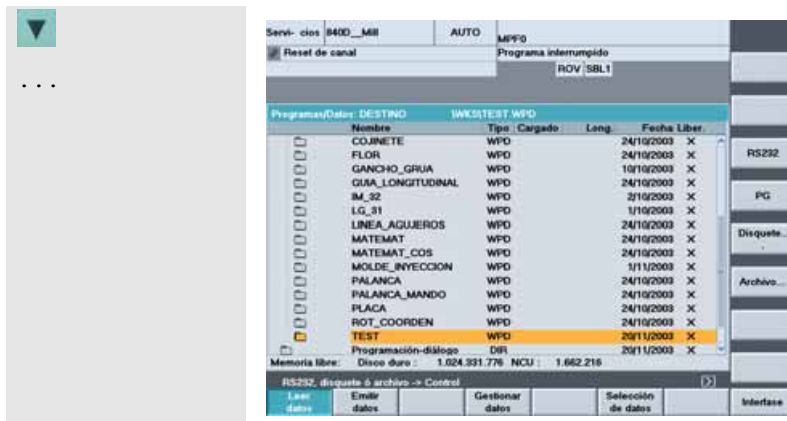 ...
Servi- cios 840D__Mill AUTO MPF0
Reset de canal Programa interrumpido
ROV SBL1
Programas/Datos: DESTINO \WKS\TEST.WPD
Nombre Tipo Cargado Long. Fecha Liber.
COJINETE WPD 24/10/2003 X
FLOR WPD 24/10/2003 X
GANCHO_GRUA WPD 10/10/2003 X
GUIA_LONGITUDINAL WPD 24/10/2003 X
IM_32 WPD 2/10/2003 X
LG_31 WPD 1/10/2003 X
LINEA_AGUJEROS WPD 24/10/2003 X
MATEMAT WPD 24/10/2003 X
MATEMAT_COS WPD 24/10/2003 X
MOLDE_INYECCION WPD 1/11/2003 X
PALANCA WPD 24/10/2003 X
PALANCA_MANDO WPD 24/10/2003 X
PLACA WPD 24/10/2003 X
ROT_COORDEN WPD 24/10/2003 X
TEST WPD 20/11/2003 X
Programación-diálogo DIR 20/11/2003 X
Memoria libre: Disco duro : 1.024.931.776 NCU : 1.662.216
RS232, disquete ó archivo -> Control
Leer datos
Emitir datos
Gestionar datos
Selección de datos
RS232
PG
Disquete...
Archivo...
Interfase